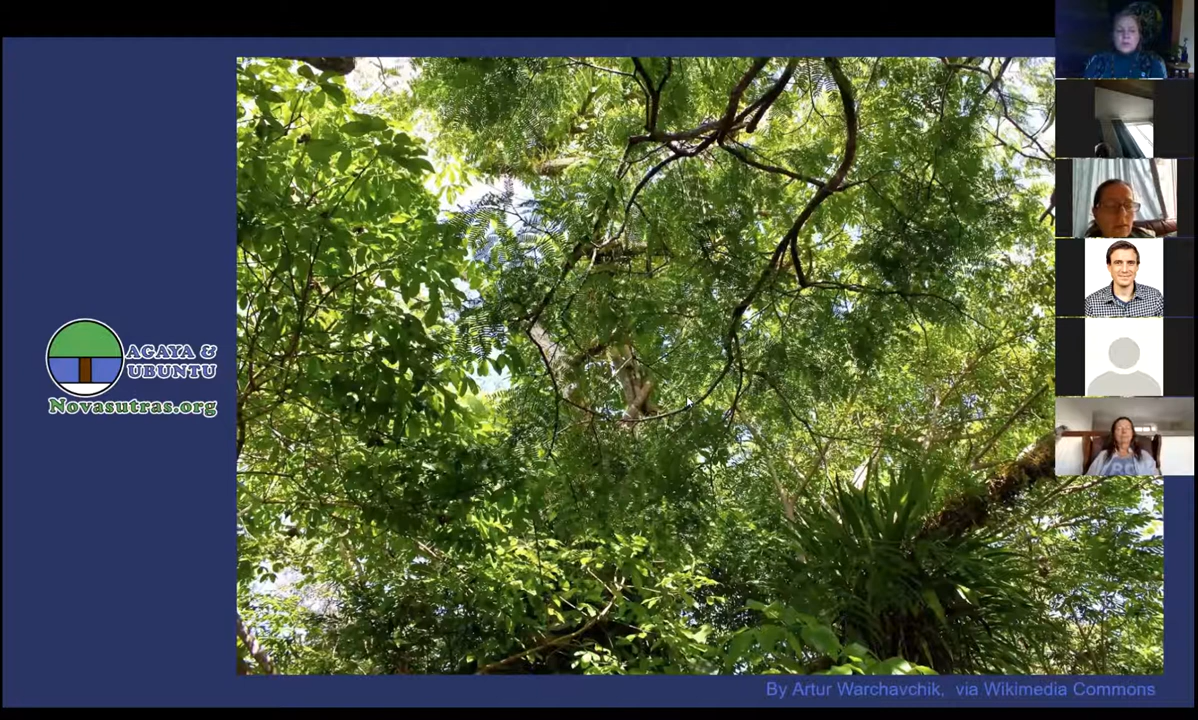 AGAYA &
UBUNTU
Novasutras.org
By Artur Warchavchik, via Wikimedia Commons